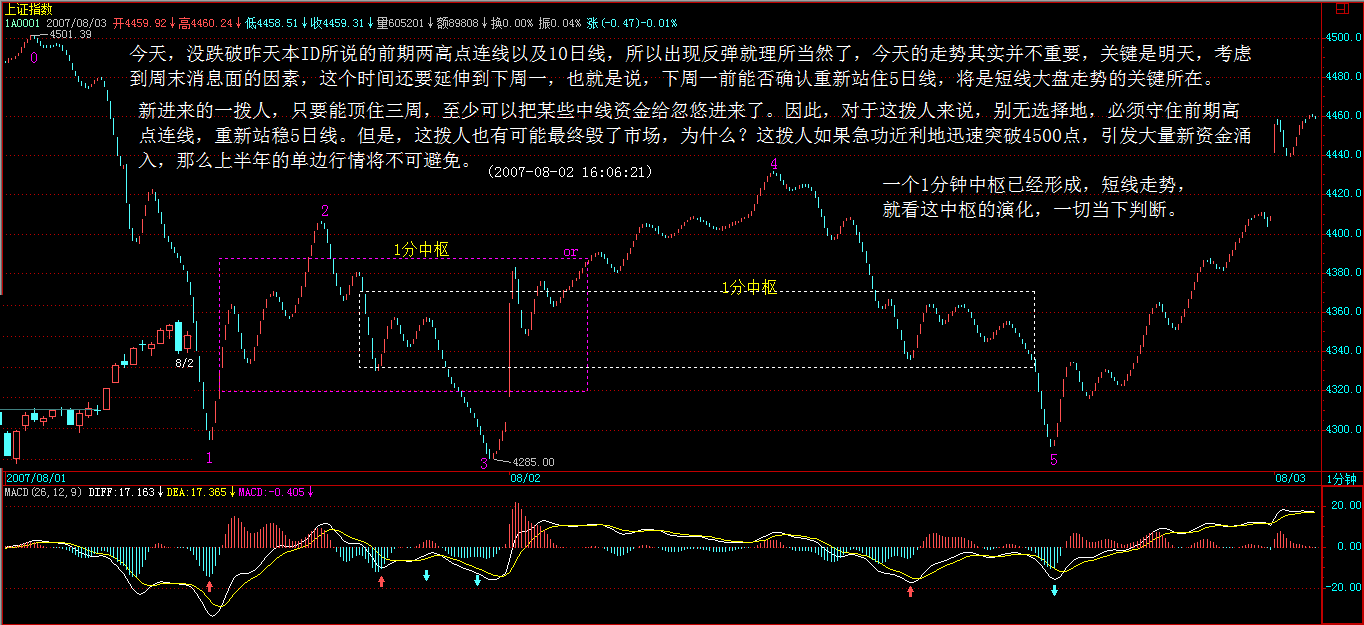 上证指数
1A0001 2007/08/03 开4459.92↓高4460.24↓低4458.51↓收4459.31↓量605201↓额89808↓换0.00% 振0.04% 涨(-0.47)-0.01%
4501.39
0
今天，没跌破昨天本ID所说的前期两高点连线以及10日线，所以出现反弹就理所当然了，今天的走势其实并不重要，关键是明天，考虑
到周末消息面的因素，这个时间还要延伸到下周一，也就是说，下周一前能否确认重新站住5日线，将是短线大盘走势的关键所在。
新进来的一拨人，只要能顶住三周，至少可以把某些中线资金给忽悠进来了。因此，对于这拨人来说，别无选择地，必须守住前期高
点连线，重新站稳5日线。但是，这拨人也有可能最终毁了市场，为什么？这拨人如果急功近利地迅速突破4500点，引发大量新资金涌
入，那么上半年的单边行情将不可避免。
(2007-08-02 16:06:21)
一个1分钟中枢已经形成，短线走势，
就看这中枢的演化，一切当下判断。
4
2
1分中枢
or
1分中枢
8/2
1
3
4285.00
5
4500.0
4480.0
4460.0
4440.0
4420.0
4400.0
4380.0
4360.0
4340.0
4320.0
4300.0
2007/08/01
08/02
08/03
1分钟
MACD(26,12,9) DIFF:17.163↓DEA:17.365↓MACD:-0.405↓
20.00
0.00
-20.00